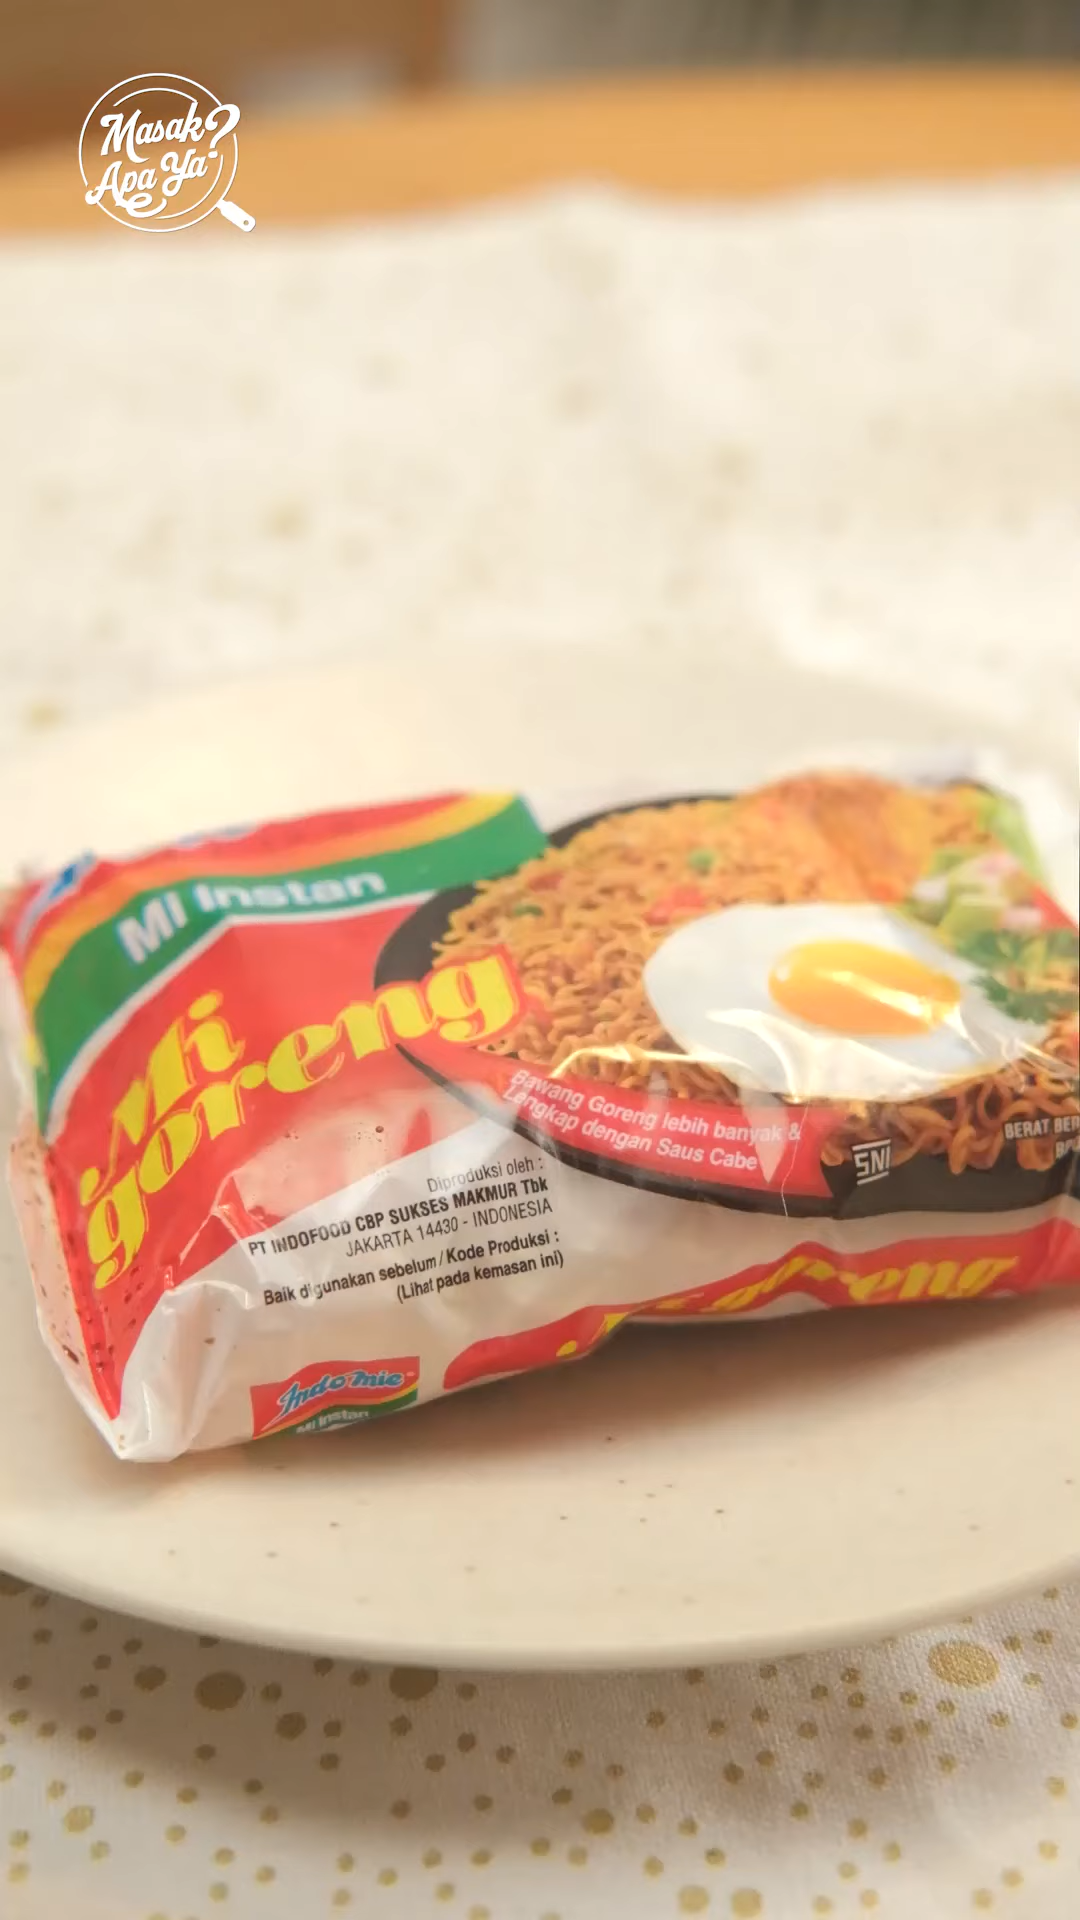 Masak?
Apa Ya
MI Instan
Mi
goreng
Bawang Goreng lebih banyak &
Lengkap dengan Saus Cabe
SNI
BERAT
Diproduksi oleh :
PT INDOFOOD CBP SUKSES MAKMUR Tbk
JAKARTA 14430 - INDONESIA
Baik digunakan sebelum / Kode Produksi :
(Lihat pada kemasan ini)
goreng
Indomie
MI Instan